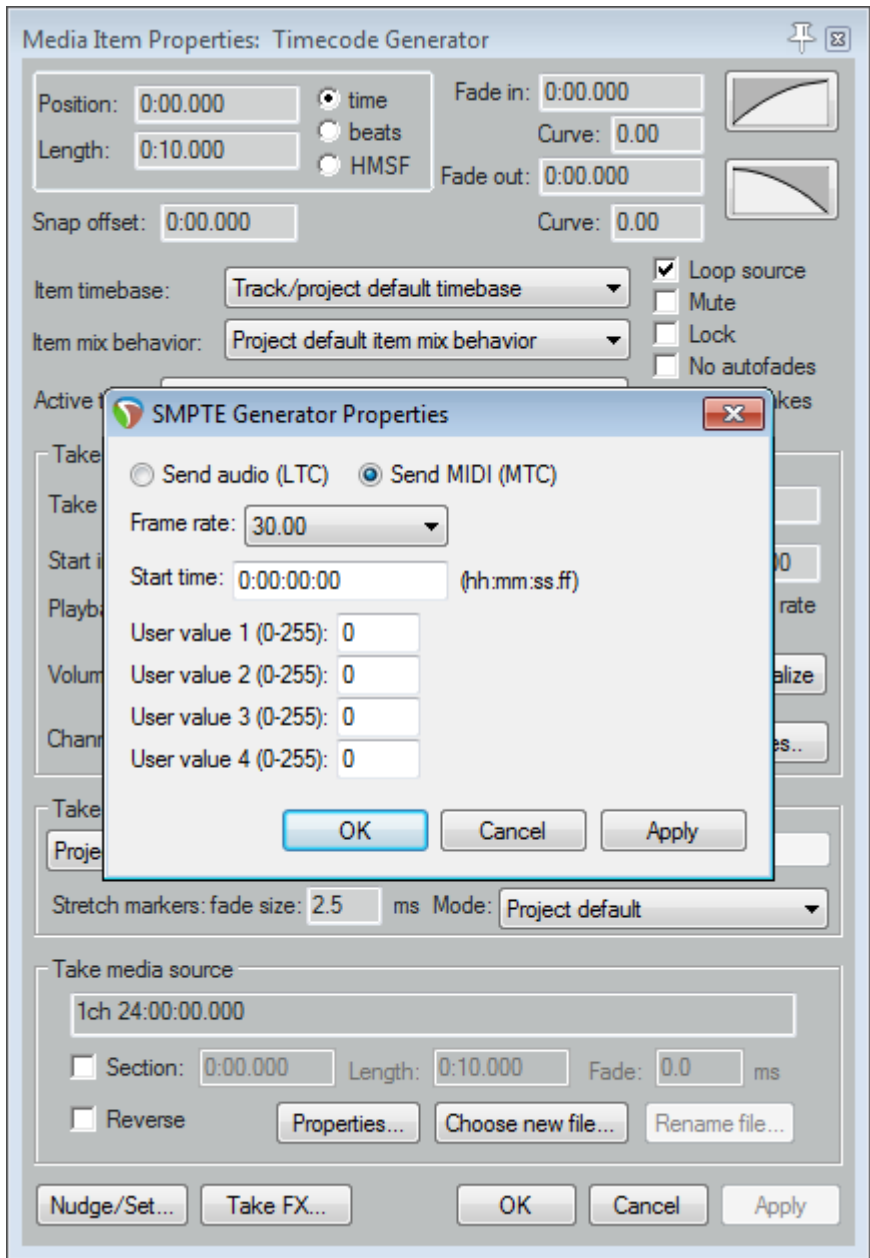 Media Item Properties: Timecode Generator
Position: 0:00.000
time
Fade in: 0:00.000
beats
Curve: 0.00
Length: 0:10.000
HMSF
Fade out: 0:00.000
Snap offset: 0:00.000
Curve: 0.00
Item timebase: Track/project default timebase
Loop source
Mute
Item mix behavior: Project default item mix behavior
Lock
No autofades
Active
SMPTE Generator Properties
Take
Send audio (LTC) Send MIDI (MTC)
Take
Frame rate: 30.00
Start
Start time: 0:00:00:00 (hh:mm:ss.ff)
rate
User value 1 (0-255): 0
User value 2 (0-255): 0
User value 3 (0-255): 0
User value 4 (0-255): 0
Take
OK Cancel Apply
Stretch markers: fade size: 2.5 ms Mode: Project default
Take media source
1ch 24:00:00.000
Section: 0:00.000 Length: 0:10.000 Fade: 0.0 ms
Reverse Properties... Choose new file... Rename file...
Nudge/Set... Take FX... OK Cancel Apply